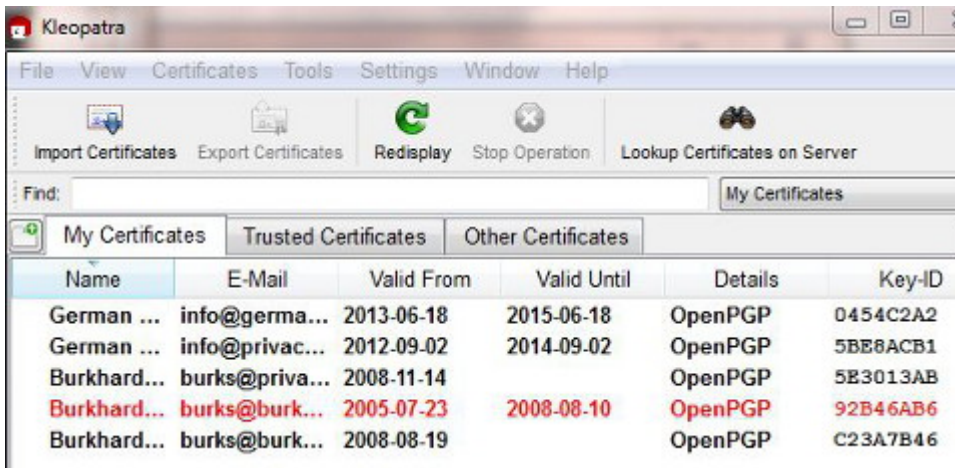 Kleopatra
File View Certificates Tools Settings Window Help
Import Certificates Export Certificates Redisplay Stop Operation Lookup Certificates on Server
Find: My Certificates
My Certificates Trusted Certificates Other Certificates
Name E-Mail Valid From Valid Until Details Key-ID
German ... info@germa... 2013-06-18 2015-06-18 OpenPGP 0454C2A2
German ... info@privac... 2012-09-02 2014-09-02 OpenPGP 5BE8ACB1
Burkhard... burks@priva... 2008-11-14 OpenPGP 5E3013AB
Burkhard... burks@burk... 2005-07-23 2008-08-10 OpenPGP 92B46AB6
Burkhard... burks@burk... 2008-08-19 OpenPGP C23A7B46